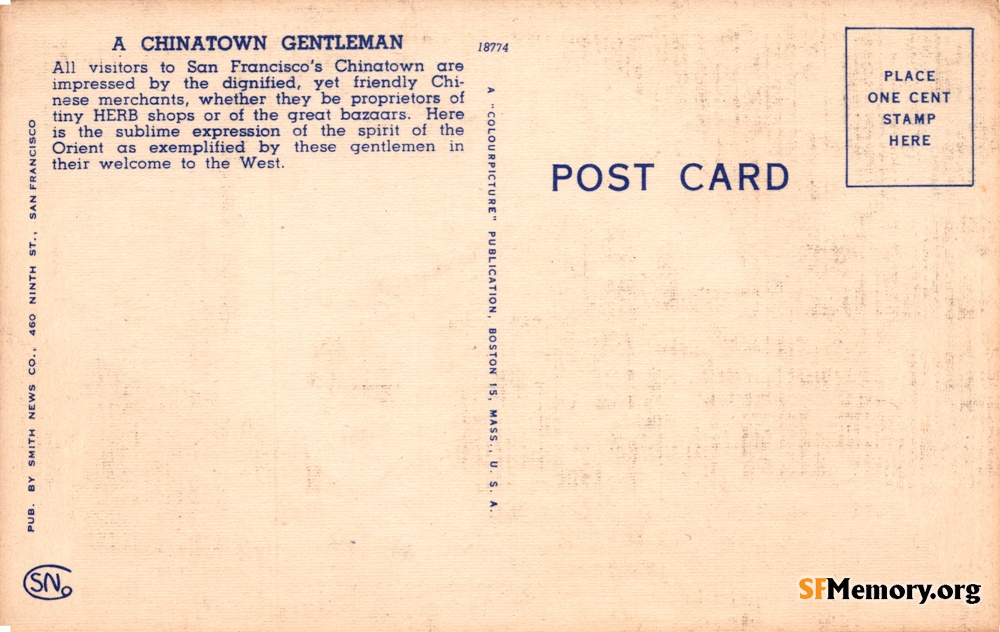 A CHINATOWN GENTLEMAN
All visitors to San Francisco's Chinatown are
impressed by the dignified, yet friendly Chi-
nese merchants, whether they be proprietors of
tiny HERB shops or of the great bazaars. Here
is the sublime expression of the spirit of the
Orient as exemplified by these gentlemen in
their welcome to the West.
PUB. BY SMITH NEWS CO., 460 NINTH ST., SAN FRANCISCO
SNo
18774
A "COLOURPICTURE" PUBLICATION, BOSTON 15, MASS., U. S. A.
POST CARD
PLACE
ONE CENT
STAMP
HERE
SFMemory.org